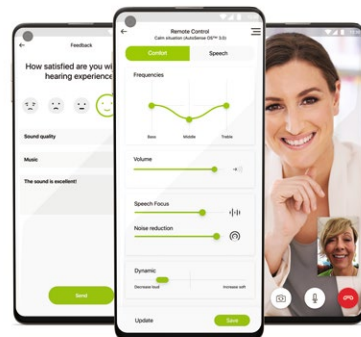 Feedback
How satisfied are you wi
hearing experience
Sound quality
Music
The sound is excellent!
Send
Remote Control
Calm situation (AutoSense OS™ 3.0)
Comfort
Speech
Frequencies
Bass
Middle
Treble
Volume
Speech Focus
Noise reduction
Dynamic
Decrease loud
Increase soft
Update
Save